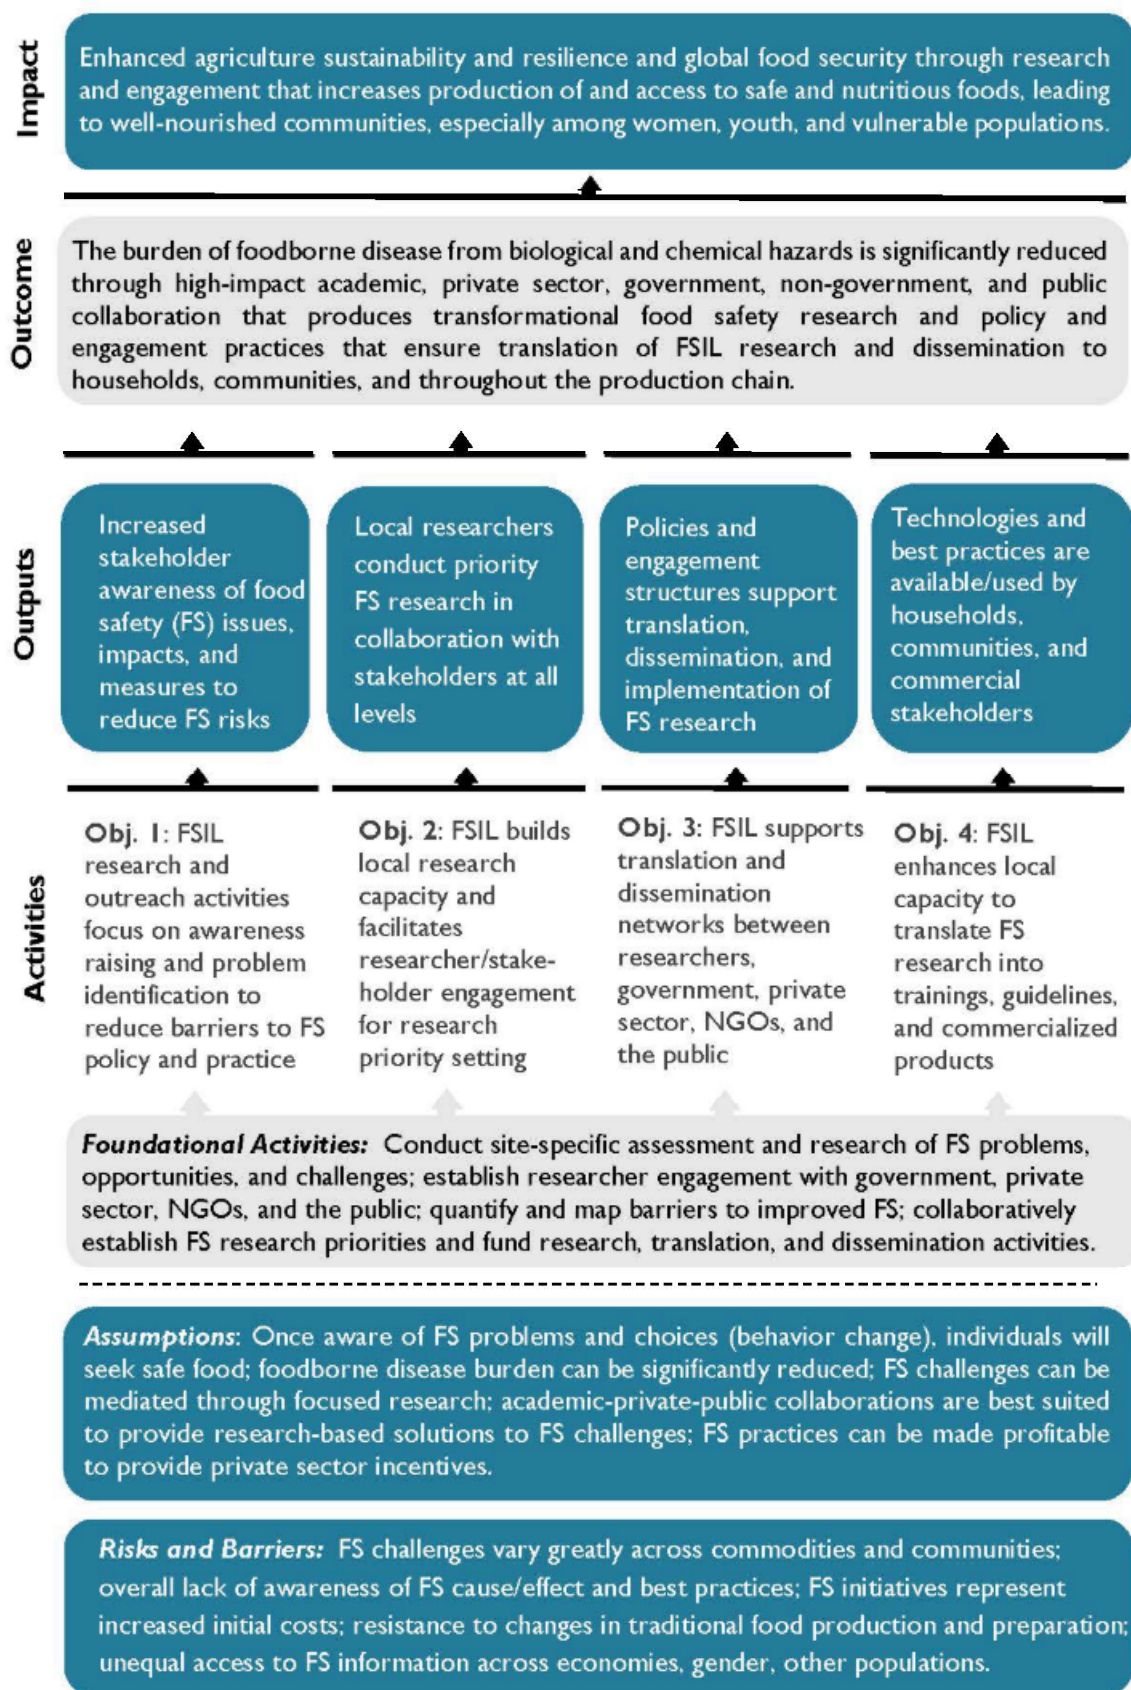 Impact
Enhanced agriculture sustainability and resilience and global food security through research
and engagement that increases production of and access to safe and nutritious foods, leading
to well-nourished communities, especially among women, youth, and vulnerable populations.
Outcome
The burden of foodborne disease from biological and chemical hazards is significantly reduced
through high-impact academic, private sector, government, non-government, and public
collaboration that produces transformational food safety research and policy and
engagement practices that ensure translation of FSIL research and dissemination to
households, communities, and throughout the production chain.
Outputs
Increased
stakeholder
awareness of food
safety (FS) issues,
impacts, and
measures to
reduce FS risks
Local researchers
conduct priority
FS research in
collaboration with
stakeholders at all
levels
Policies and
engagement
structures support
translation,
dissemination, and
implementation of
FS research
Technologies and
best practices are
available/used by
households,
communities, and
commercial
stakeholders
Activities
Obj. 1: FSIL
research and
outreach activities
focus on awareness
raising and problem
identification to
reduce barriers to FS
policy and practice
Obj. 2: FSIL builds
local research
capacity and
facilitates
researcher/stake-
holder engagement
for research
priority setting
Obj. 3: FSIL supports
translation and
dissemination
networks between
researchers,
government, private
sector, NGOs, and
the public
Obj. 4: FSIL
enhances local
capacity to
translate FS
research into
trainings, guidelines,
and commercialized
products
Foundational Activities: Conduct site-specific assessment and research of FS problems,
opportunities, and challenges; establish researcher engagement with government, private
sector, NGOs, and the public; quantify and map barriers to improved FS; collaboratively
establish FS research priorities and fund research, translation, and dissemination activities.
Assumptions: Once aware of FS problems and choices (behavior change), individuals will
seek safe food; foodborne disease burden can be significantly reduced; FS challenges can be
mediated through focused research; academic-private-public collaborations are best suited
to provide research-based solutions to FS challenges; FS practices can be made profitable
to provide private sector incentives.
Risks and Barriers: FS challenges vary greatly across commodities and communities;
overall lack of awareness of FS cause/effect and best practices; FS initiatives represent
increased initial costs; resistance to changes in traditional food production and preparation;
unequal access to FS information across economies, gender, other populations.